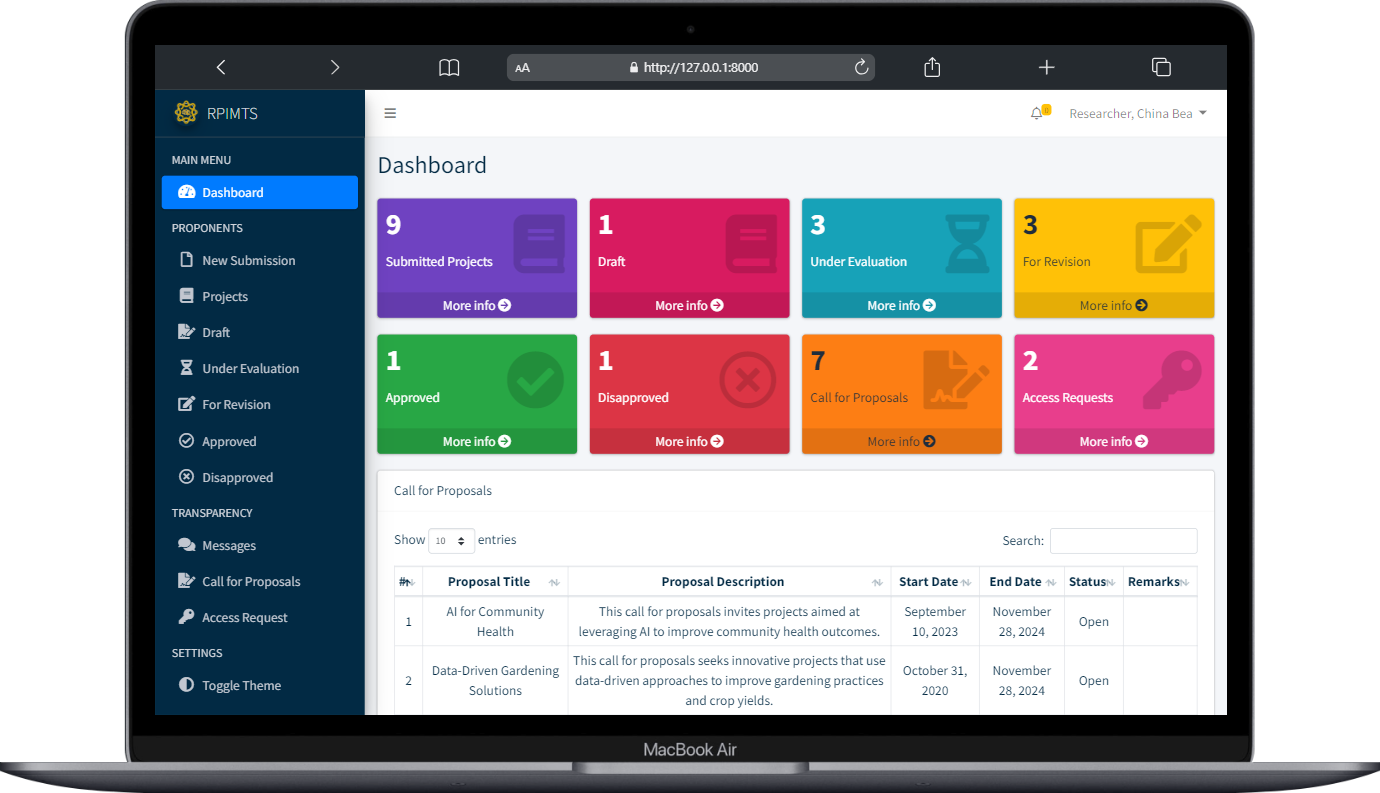 AA http://127.0.0.1:8000
RPIMTS
Researcher, China Bea
MAIN MENU
Dashboard
PROPONENTS
New Submission
Projects
Draft
Under Evaluation
For Revision
Approved
Disapproved
TRANSPARENCY
Messages
Call for Proposals
Access Request
SETTINGS
Toggle Theme
Dashboard
9
Submitted Projects
More info
1
Draft
More info
3
Under Evaluation
More info
3
For Revision
More info
1
Approved
More info
1
Disapproved
More info
7
Call for Proposals
More info
2
Access Requests
More info
Call for Proposals
Show 10 entries
Search:
# Proposal Title Proposal Description Start Date End Date Status Remarks
1
AI for Community
Health
This call for proposals invites projects aimed at
leveraging AI to improve community health outcomes.
September
10, 2023
November
28, 2024
Open
2
Data-Driven Gardening
Solutions
This call for proposals seeks innovative projects that use
data-driven approaches to improve gardening practices
and crop yields.
October 31,
2020
November
28, 2024
Open
MacBook Air